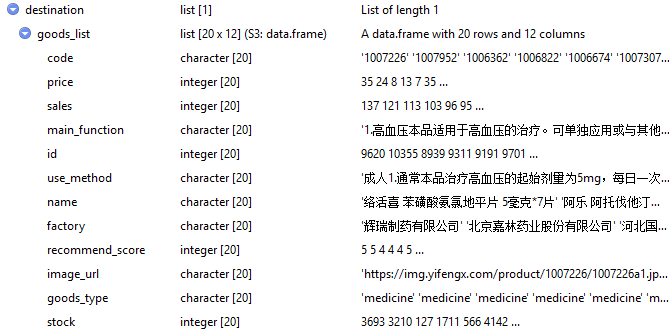 destination list [1] List of length 1
goods_list list [20 x 12] (S3: data.frame) A data.frame with 20 rows and 12 columns
code character [20] '1007226' '1007952' '1006362' '1006822' '1006674' '1007307...
price integer [20] 35 24 8 13 7 35 ...
sales integer [20] 137 121 113 103 96 95 ...
main_function character [20] '1.高血压本品适用于高血压的治疗。可单独应用或与其他...
id integer [20] 9620 10355 8939 9311 9191 9701 ...
use_method character [20] '成人1.通常本品治疗高血压的起始剂量为5mg，每日一次...
name character [20] '络活喜 苯磺酸氨氯地平片 5毫克*7片' '阿乐 阿托伐他汀...
factory character [20] '辉瑞制药有限公司' '北京嘉林药业股份有限公司' '河北国...
recommend_score integer [20] 5 5 4 4 4 5 ...
image_url character [20] 'https://img.yifengx.com/product/1007226/1007226a1.jp...
goods_type character [20] 'medicine' 'medicine' 'medicine' 'medicine' 'medicine' 'm...
stock integer [20] 3693 3210 127 1711 566 4142 ...